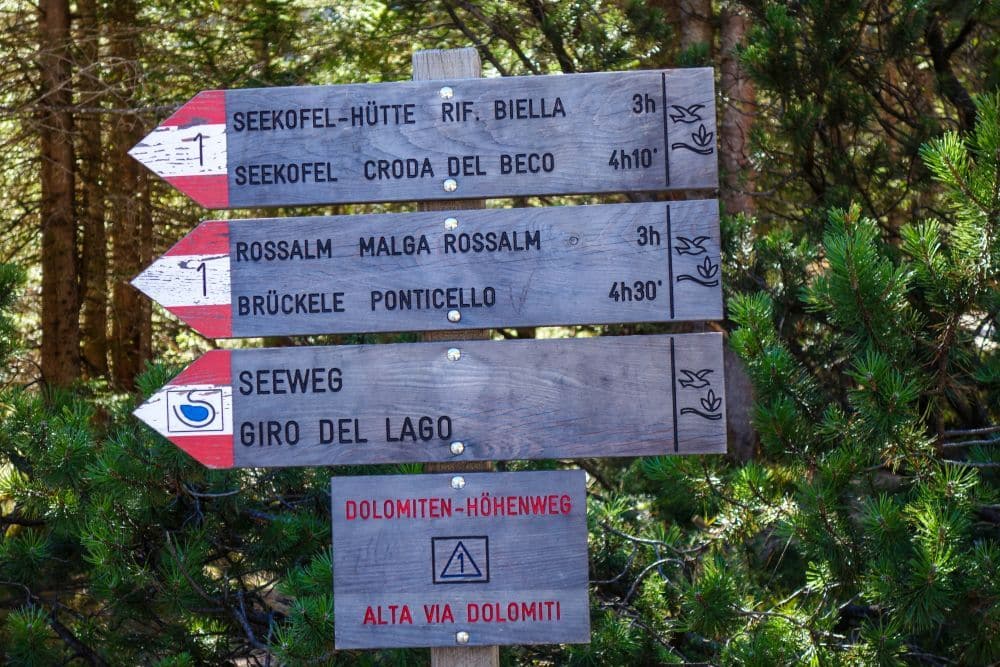 1
SEEKOFEL-HÜTTE RIF. BIELLA 3h
SEEKOFEL CRODA DEL BECO 4h10'
1
ROSSALM MALGA ROSSALM 3h
BRÜCKELE PONTICELLO 4h30'
SEEWEG
GIRO DEL LAGO
DOLOMITEN-HÖHENWEG
1
ALTA VIA DOLOMITI